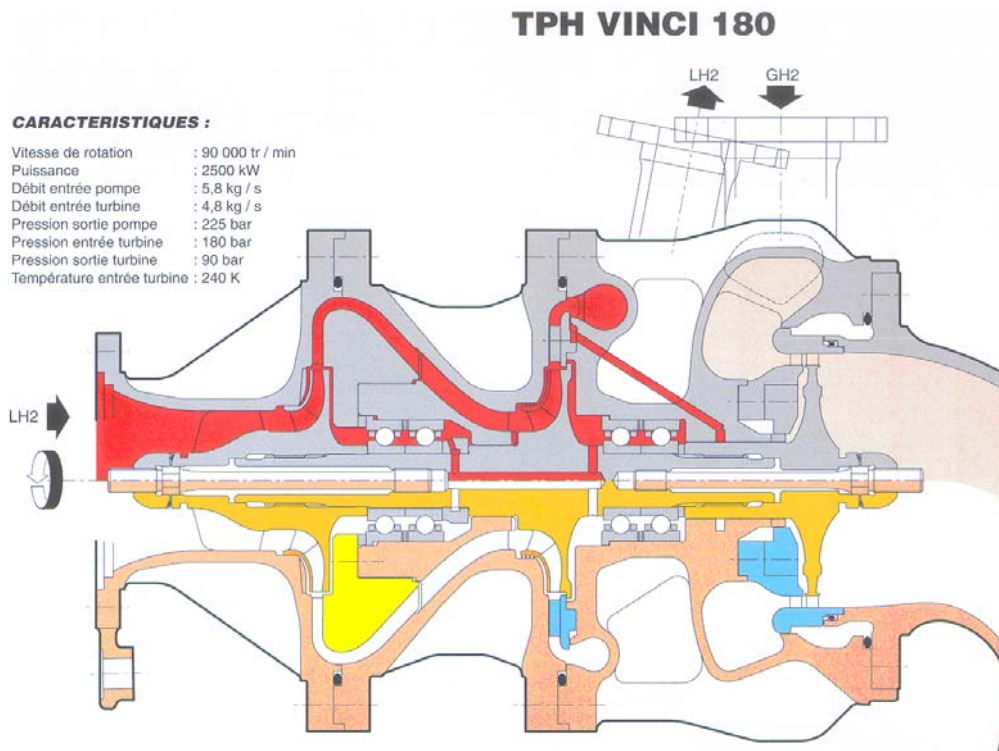 TPH VINCI 180
LH2 GH2
CARACTERISTIQUES :
Vitesse de rotation : 90 000 tr / min
Puissance : 2500 kW
Débit entrée pompe : 5,8 kg / s
Débit entrée turbine : 4,8 kg / s
Pression sortie pompe : 225 bar
Pression entrée turbine : 180 bar
Pression sortie turbine : 90 bar
Température entrée turbine : 240 K
LH2